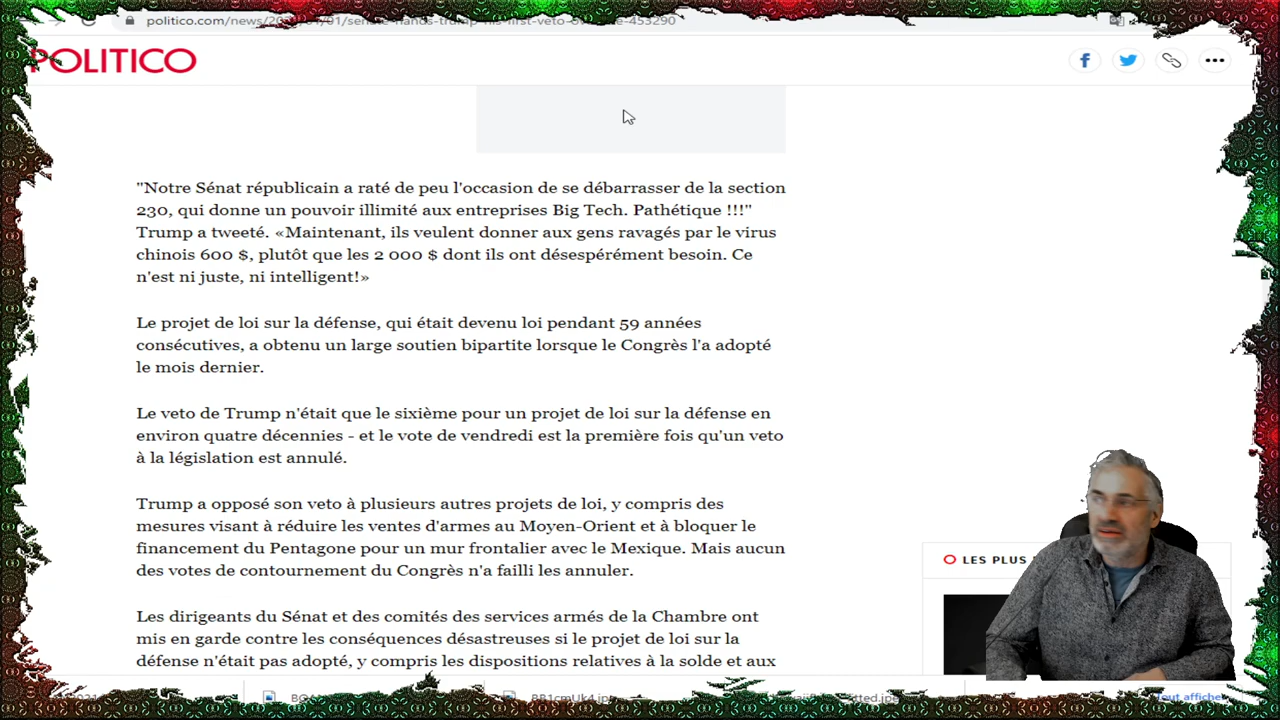 politico.com/news/20
POLITICO
"Notre Sénat républicain a raté de peu l'occasion de se débarrasser de la section
230, qui donne un pouvoir illimité aux entreprises Big Tech. Pathétique !!!"
Trump a tweeté. «Maintenant, ils veulent donner aux gens ravagés par le virus
chinois 600 $, plutôt que les 2 000 $ dont ils ont désespérément besoin. Ce
n'est ni juste, ni intelligent!»
Le projet de loi sur la défense, qui était devenu loi pendant 59 années
consécutives, a obtenu un large soutien bipartite lorsque le Congrès l'a adopté
le mois dernier.
Le veto de Trump n'était que le sixième pour un projet de loi sur la défense en
environ quatre décennies - et le vote de vendredi est la première fois qu'un veto
à la législation est annulé.
Trump a opposé son veto à plusieurs autres projets de loi, y compris des
mesures visant à réduire les ventes d'armes au Moyen-Orient et à bloquer le
financement du Pentagone pour un mur frontalier avec le Mexique. Mais aucun
des votes de contournement du Congrès n'a failli les annuler.
LES PLUS
Les dirigeants du Sénat et des comités des services armés de la Chambre ont
mis en garde contre les conséquences désastreuses si le projet de loi sur la
défense n'était pas adopté, y compris les dispositions relatives à la solde et aux